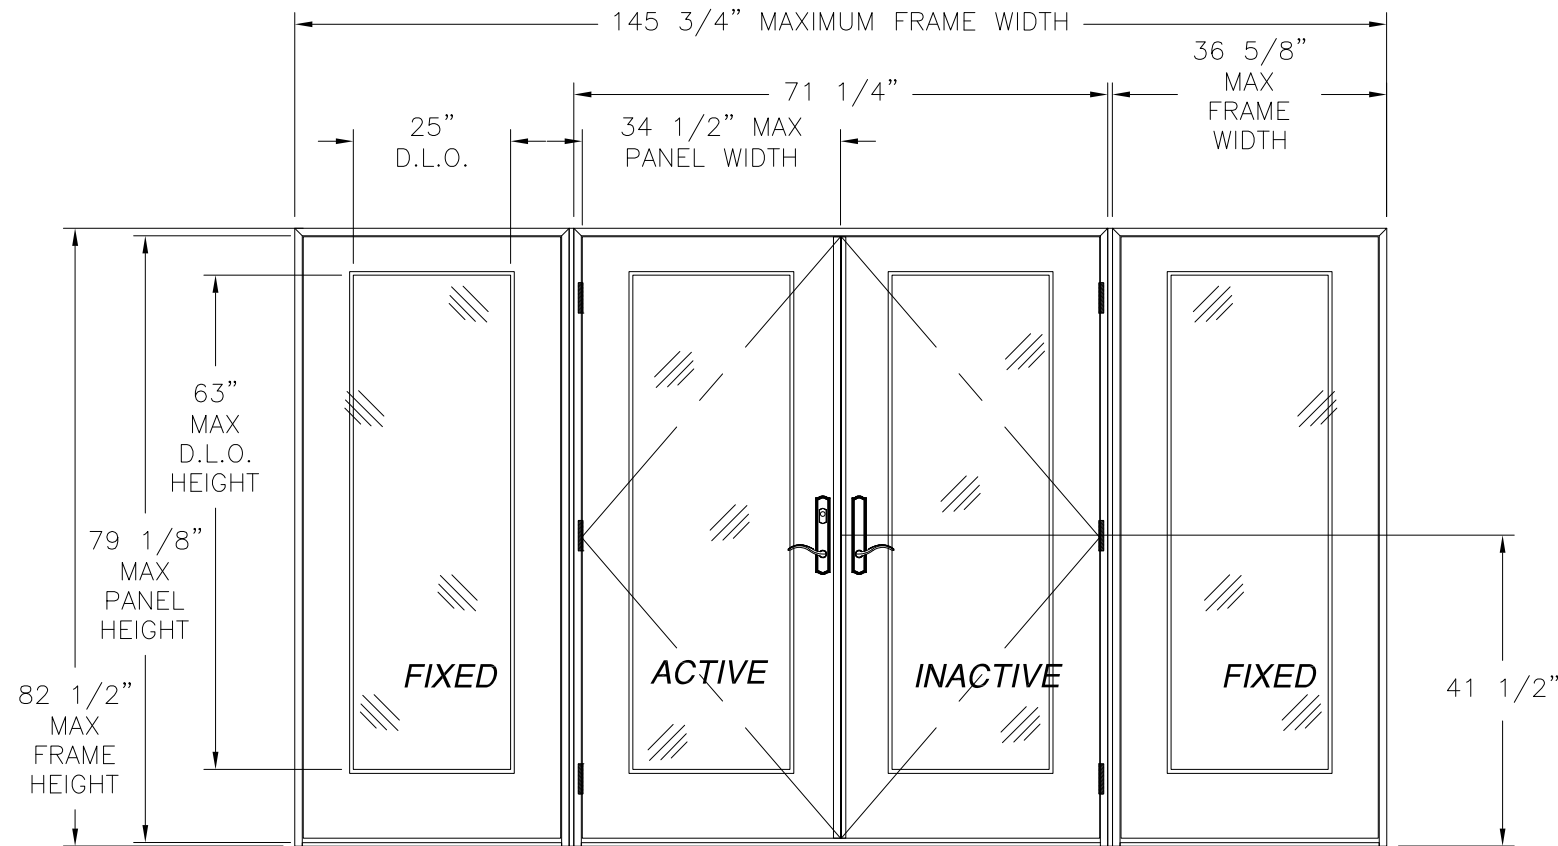 145 3/4” MAXIMUM FRAME WIDTH
36 5/8”
MAX
FRAME
WIDTH
71 1/4”
25”
D.L.O.
34 1/2” MAX
PANEL WIDTH
63”
MAX
D.L.O.
HEIGHT
79 1/8”
MAX
PANEL
HEIGHT
82 1/2”
MAX
FRAME
HEIGHT
FIXED
ACTIVE
INACTIVE
FIXED
41 1/2”